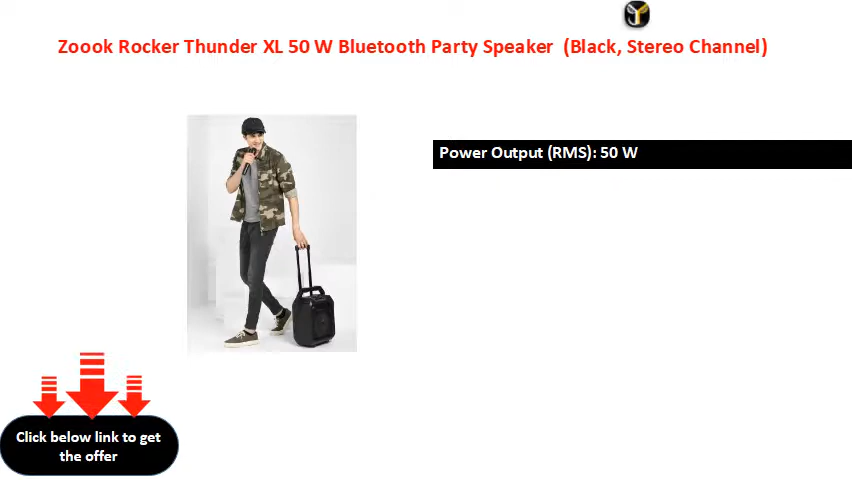 Zoook Rocker Thunder XL 50 W Bluetooth Party Speaker (Black, Stereo Channel)
Power Output (RMS): 50 W
Click below link to get
the offer